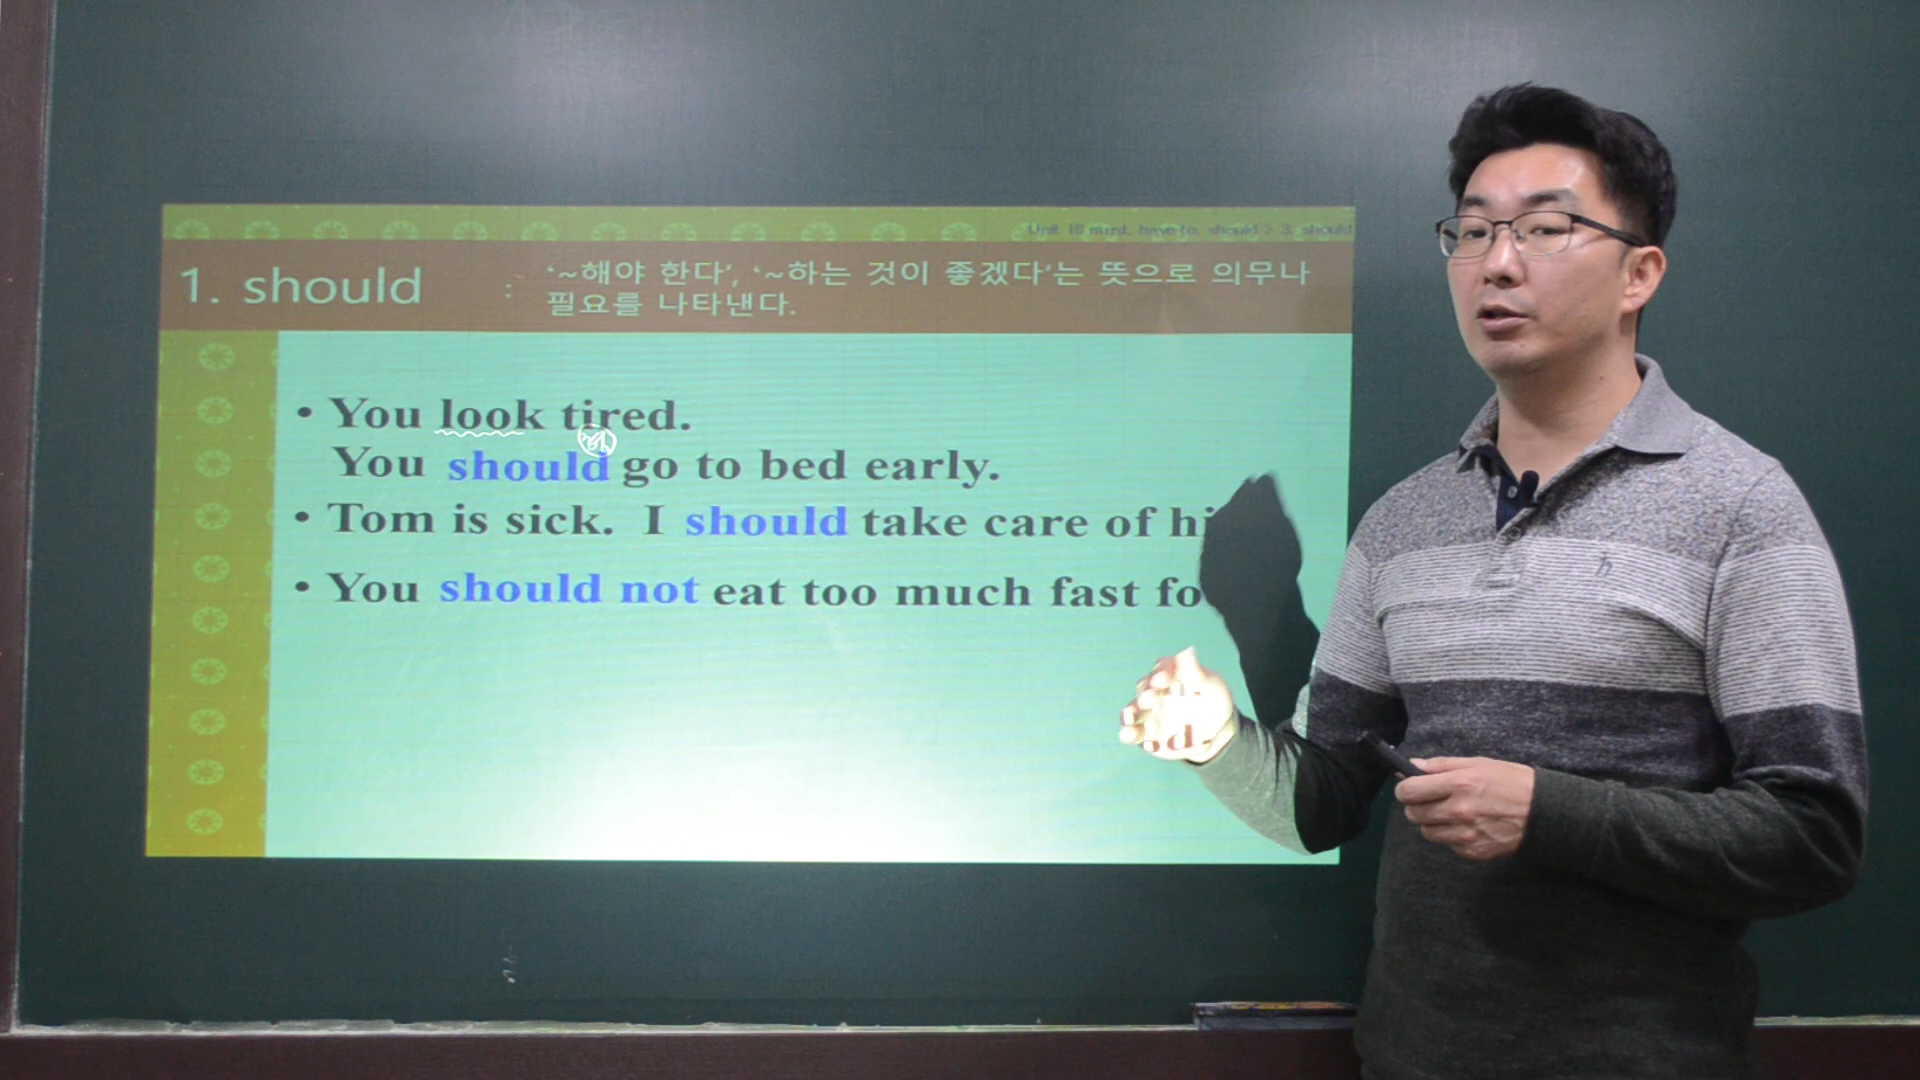 Unit 18 must, have to, should > 3. should
1. should : '~해야 한다', '~하는 것이 좋겠다'는 뜻으로 의무나
필요를 나타낸다.
• You look tired.
You should go to bed early.
• Tom is sick. I should take care of hi
• You should not eat too much fast fo
od.